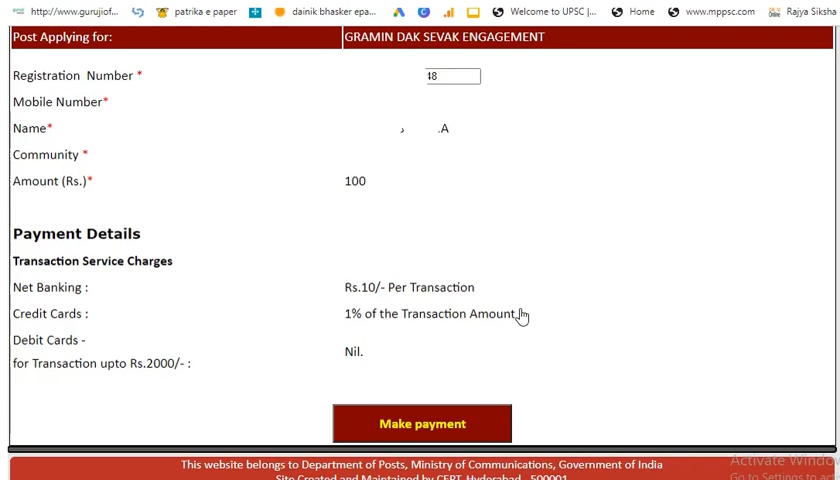 http://www.gurujiof... patrika e paper dainik bhasker epa... Welcome to UPSC |... Home www.mppsc.com Rajya Siksha
Post Applying for: GRAMIN DAK SEVAK ENGAGEMENT
Registration Number * 48
Mobile Number*
Name* .A
Community *
Amount (Rs.)* 100
Payment Details
Transaction Service Charges
Net Banking : Rs.10/- Per Transaction
Credit Cards : 1% of the Transaction Amount
Debit Cards -
for Transaction upto Rs.2000/- : Nil.
Make payment
This website belongs to Department of Posts, Ministry of Communications, Government of India
Site Created and Maintained by CEPT, Hyderabad - 500001
Activate Window
Go to Settings to acti